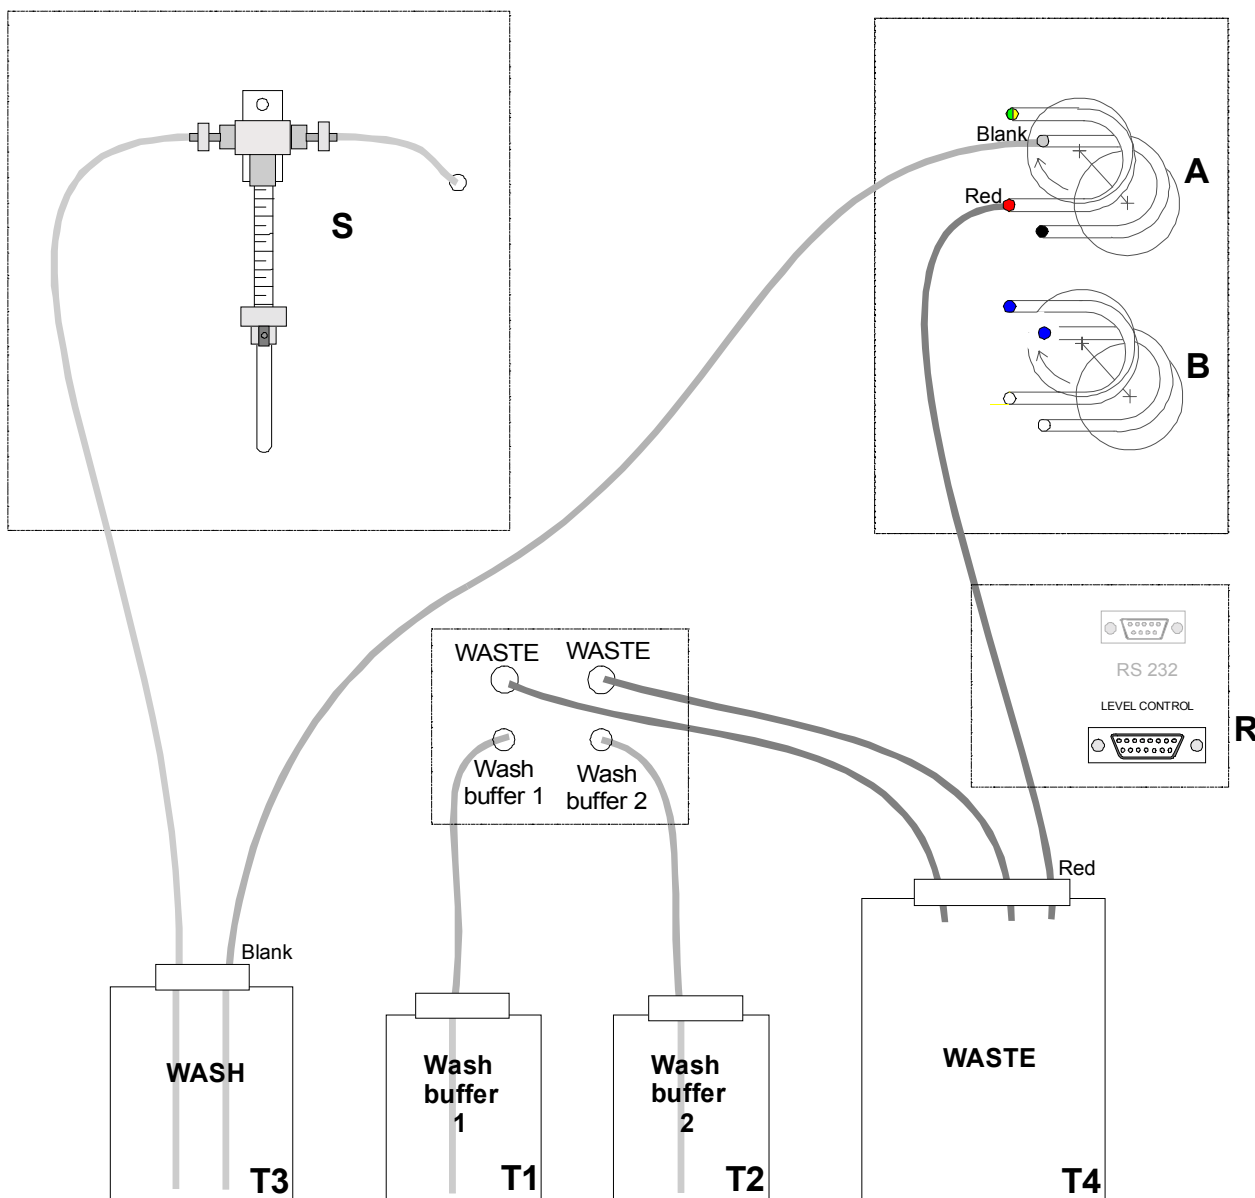 S
Blank
Red
A
B
RS 232
LEVEL CONTROL
R
WASTE
WASTE
Wash
buffer 1
Wash
buffer 2
Red
Blank
WASH
T3
Wash
buffer
1
T1
Wash
buffer
2
T2
WASTE
T4